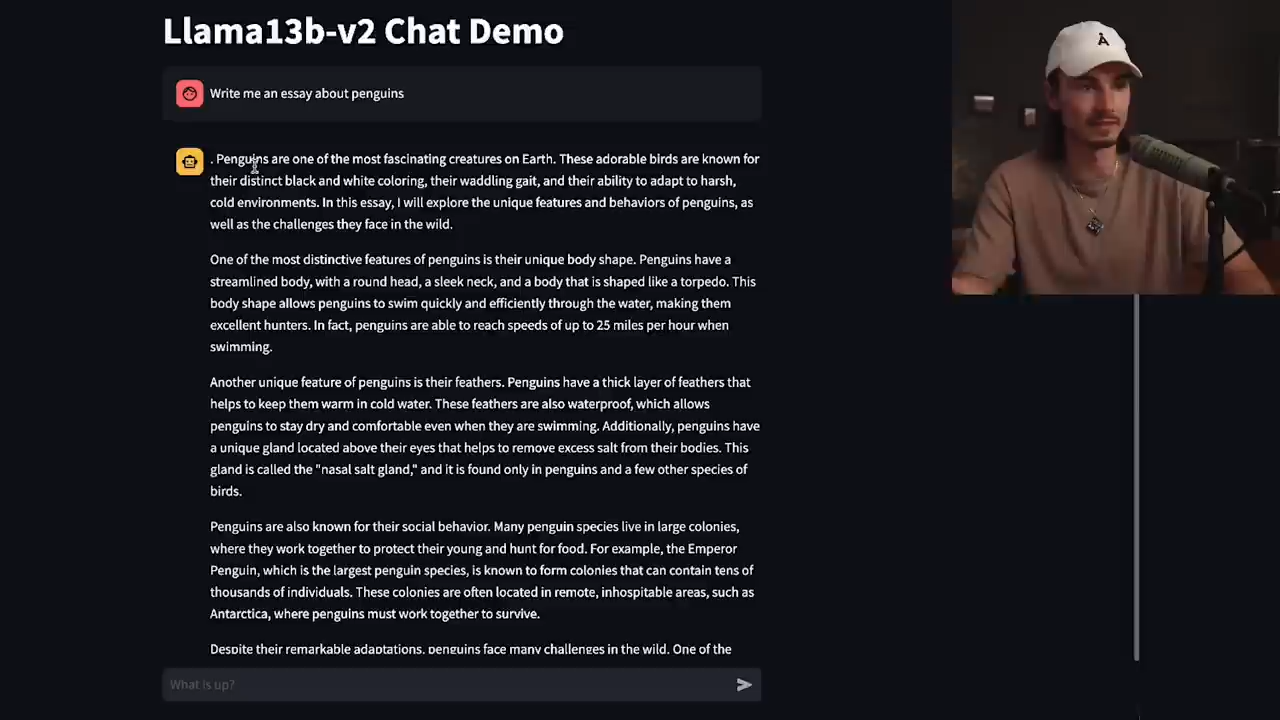 Llama13b-v2 Chat Demo
Write me an essay about penguins
. Penguins are one of the most fascinating creatures on Earth. These adorable birds are known for
their distinct black and white coloring, their waddling gait, and their ability to adapt to harsh,
cold environments. In this essay, I will explore the unique features and behaviors of penguins, as
well as the challenges they face in the wild.
One of the most distinctive features of penguins is their unique body shape. Penguins have a
streamlined body, with a round head, a sleek neck, and a body that is shaped like a torpedo. This
body shape allows penguins to swim quickly and efficiently through the water, making them
excellent hunters. In fact, penguins are able to reach speeds of up to 25 miles per hour when
swimming.
Another unique feature of penguins is their feathers. Penguins have a thick layer of feathers that
helps to keep them warm in cold water. These feathers are also waterproof, which allows
penguins to stay dry and comfortable even when they are swimming. Additionally, penguins have
a unique gland located above their eyes that helps to remove excess salt from their bodies. This
gland is called the "nasal salt gland," and it is found only in penguins and a few other species of
birds.
Penguins are also known for their social behavior. Many penguin species live in large colonies,
where they work together to protect their young and hunt for food. For example, the Emperor
Penguin, which is the largest penguin species, is known to form colonies that can contain tens of
thousands of individuals. These colonies are often located in remote, inhospitable areas, such as
Antarctica, where penguins must work together to survive.
Despite their remarkable adaptations, penguins face many challenges in the wild. One of the
What is up?